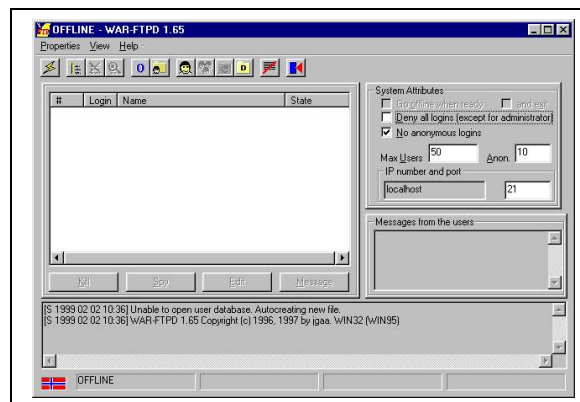 OFFLINE - WAR-FTPD 1.65
Properties View Help
# Login Name State
Kill Spy Edit Message
System Attributes
Go offline when ready and exit
Deny all logins (except for administrator)
No anonymous logins
Max Users 50 Anon. 10
IP number and port
localhost 21
Messages from the users
[S 1999 02 02 10:36] Unable to open user database. Autocreating new file.
[S 1999 02 02 10:36] WAR-FTPD 1.65 Copyright (c) 1996, 1997 by jgaa. WIN32 (WIN95)
OFFLINE